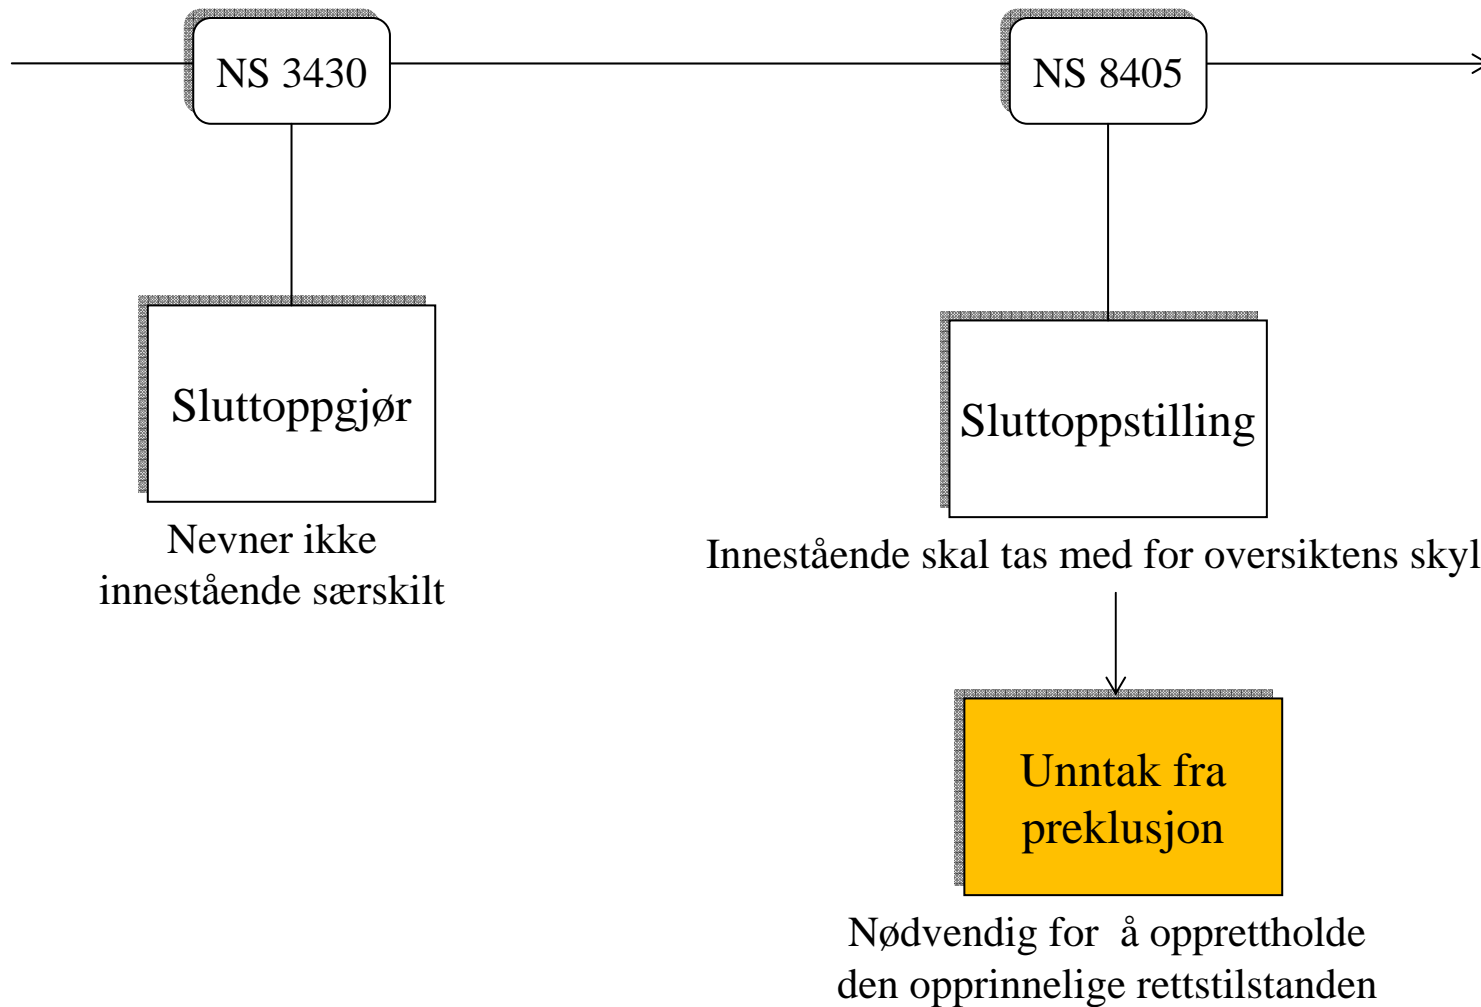 NS 3430
NS 8405
Sluttoppgjør
Sluttoppstilling
Nevner ikke
innestående særskilt
Innestående skal tas med for oversiktens skyl
Unntak fra
preklusjon
Nødvendig for å opprettholde
den opprinnelige rettstilstanden